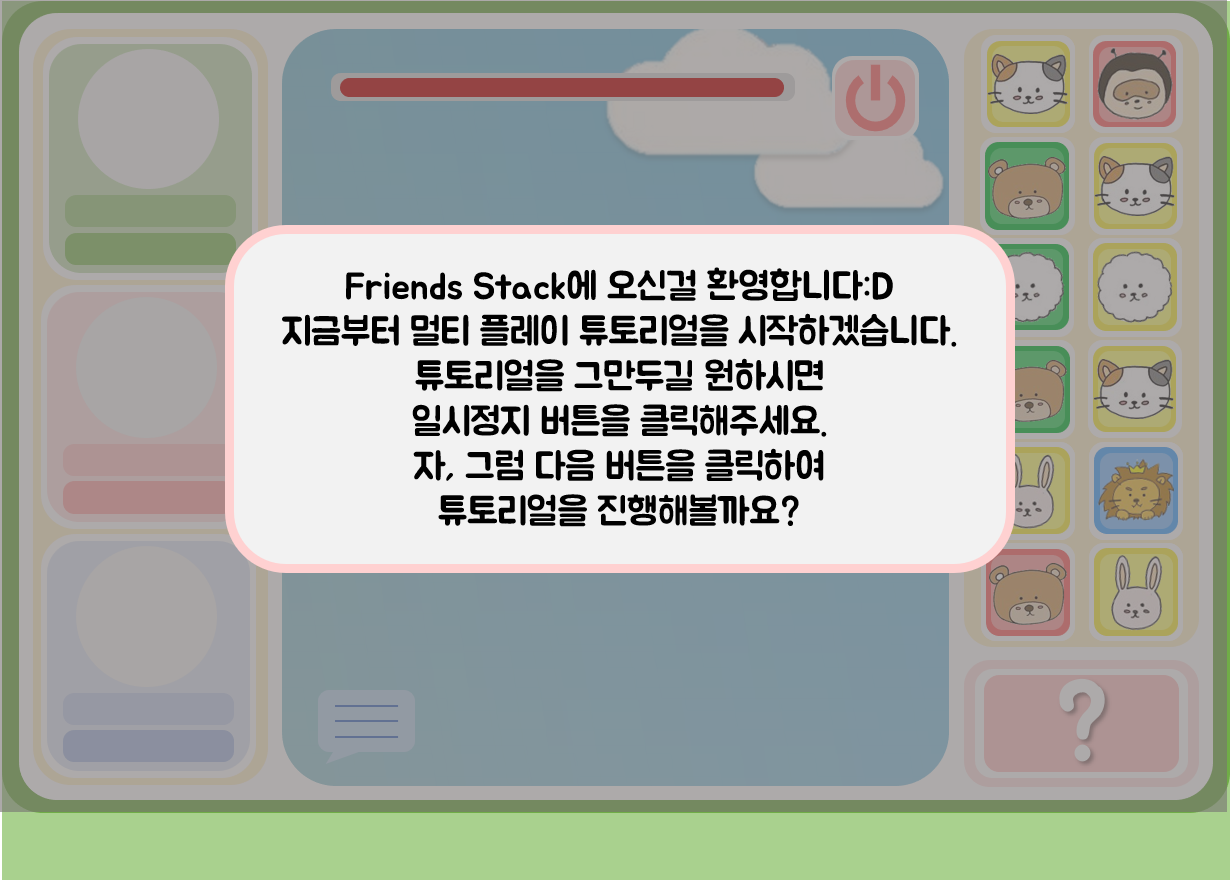 Friends Stack에 오신걸 환영합니다:D
지금부터 멀티 플레이 튜토리얼을 시작하겠습니다.
튜토리얼을 그만두길 원하시면
일시정지 버튼을 클릭해주세요.
자, 그럼 다음 버튼을 클릭하여
튜토리얼을 진행해볼까요?
?